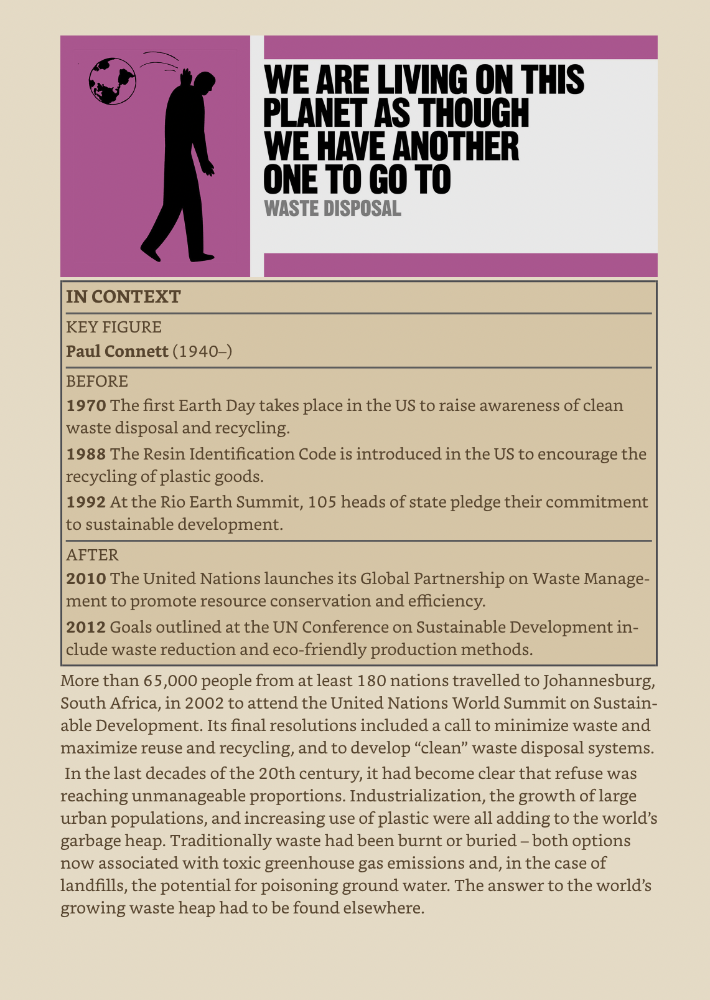 WE ARE LIVING ON THIS
PLANET AS THOUGH
WE HAVE ANOTHER
ONE TO GO TO
WASTE DISPOSAL
IN CONTEXT
KEY FIGURE
Paul Connett (1940–)
BEFORE
1970 The first Earth Day takes place in the US to raise awareness of clean
waste disposal and recycling.
1988 The Resin Identification Code is introduced in the US to encourage the
recycling of plastic goods.
1992 At the Rio Earth Summit, 105 heads of state pledge their commitment
to sustainable development.
AFTER
2010 The United Nations launches its Global Partnership on Waste Manage-
ment to promote resource conservation and efficiency.
2012 Goals outlined at the UN Conference on Sustainable Development in-
clude waste reduction and eco-friendly production methods.
More than 65,000 people from at least 180 nations travelled to Johannesburg,
South Africa, in 2002 to attend the United Nations World Summit on Sustain-
able Development. Its final resolutions included a call to minimize waste and
maximize reuse and recycling, and to develop “clean” waste disposal systems.
In the last decades of the 20th century, it had become clear that refuse was
reaching unmanageable proportions. Industrialization, the growth of large
urban populations, and increasing use of plastic were all adding to the world’s
garbage heap. Traditionally waste had been burnt or buried – both options
now associated with toxic greenhouse gas emissions and, in the case of
landfills, the potential for poisoning ground water. The answer to the world’s
growing waste heap had to be found elsewhere.